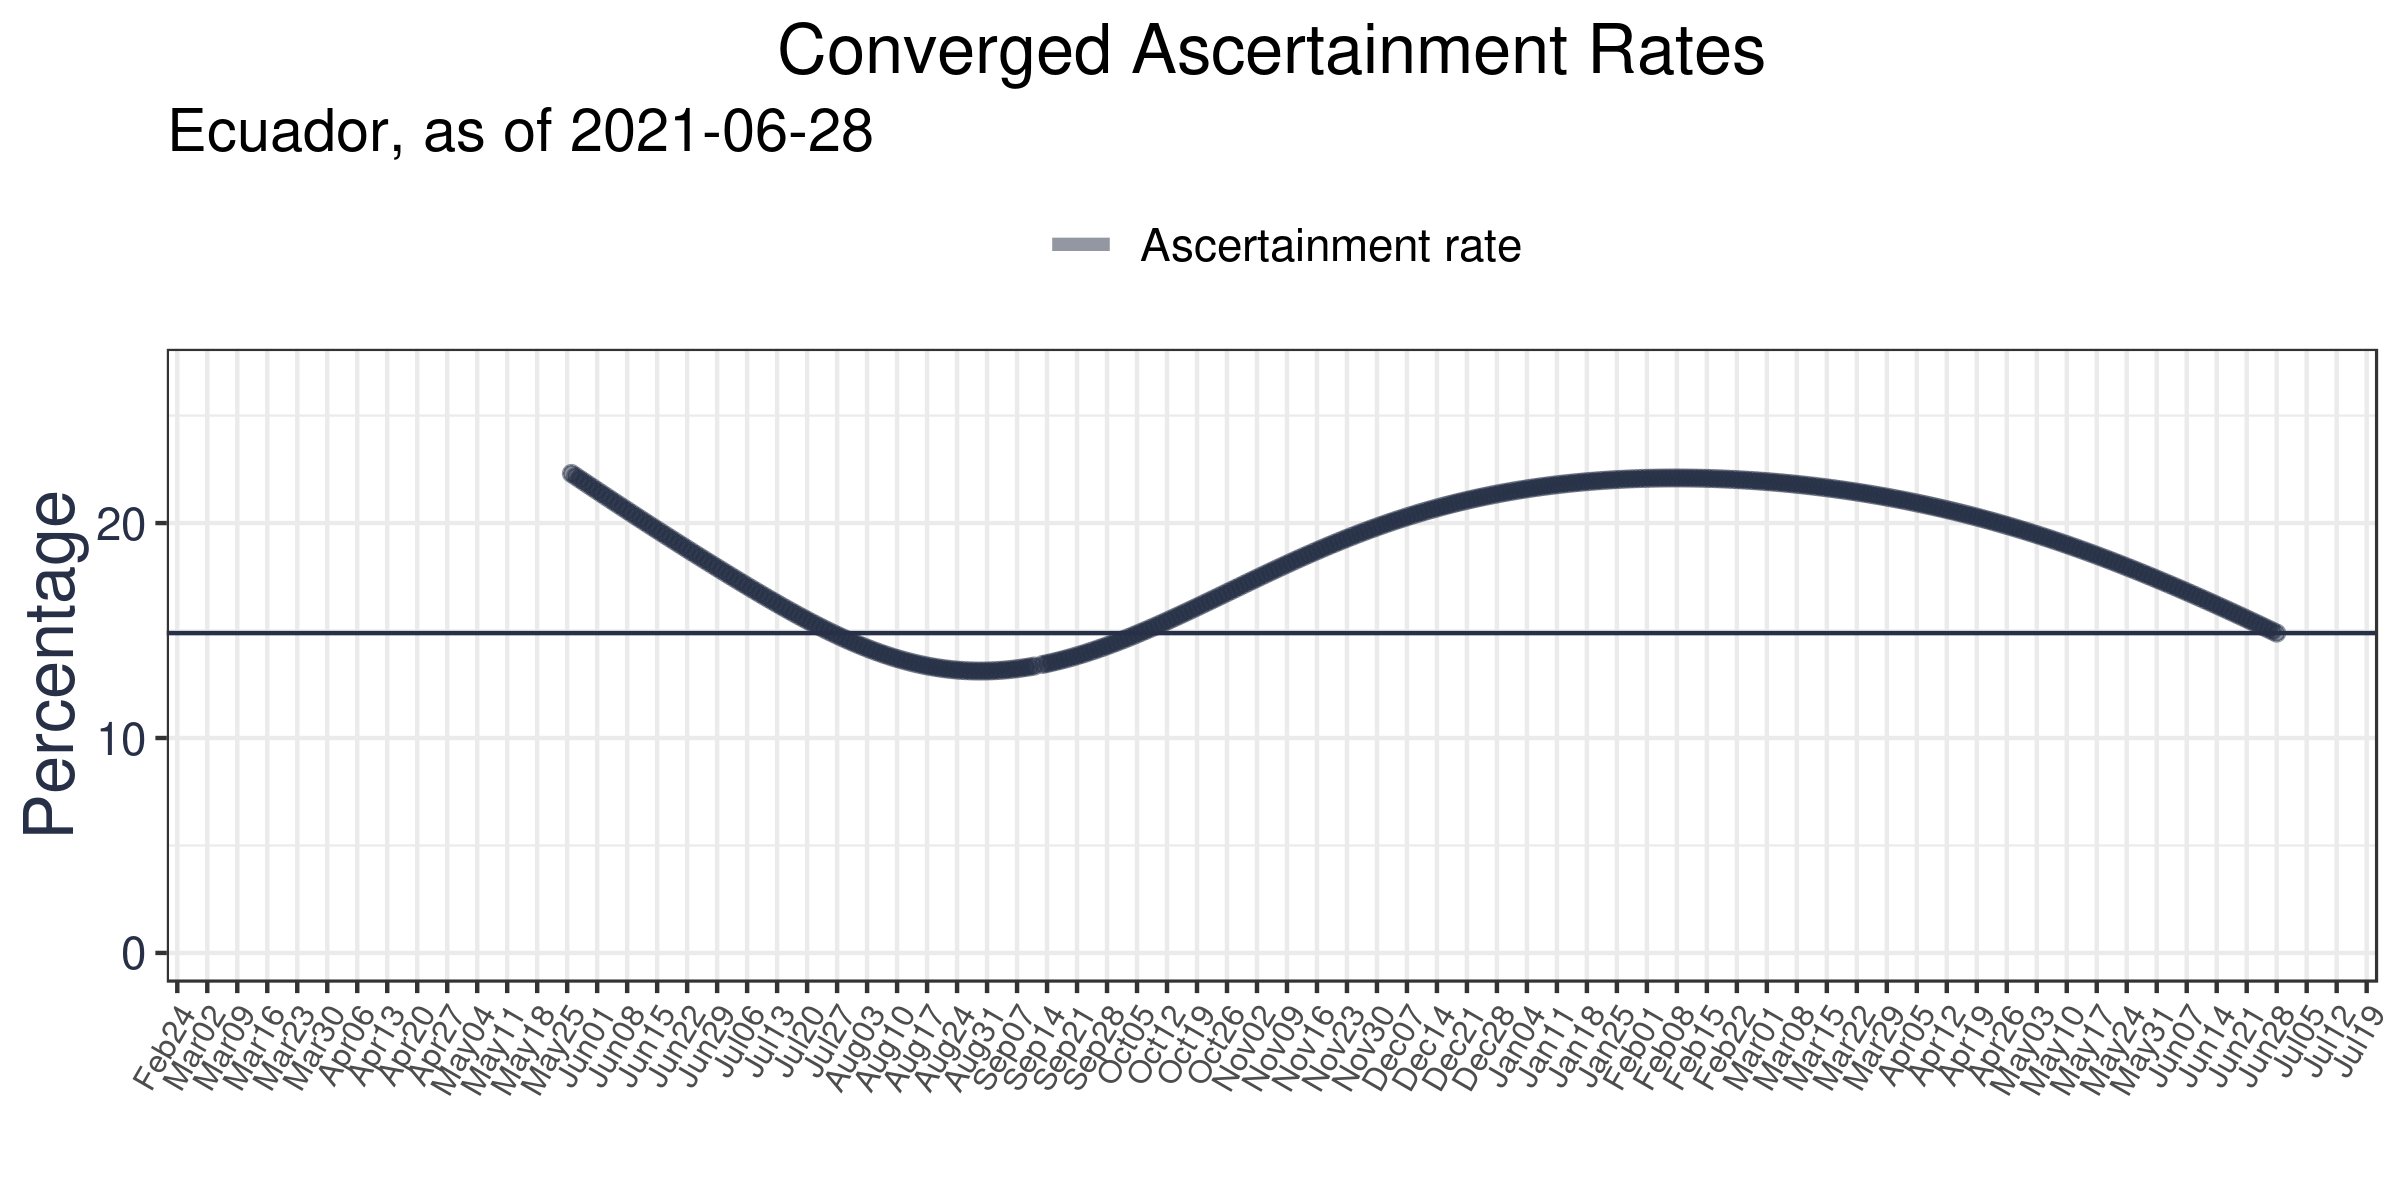 Converged Ascertainment Rates
Ecuador, as of 2021-06-28
Ascertainment rate
Percentage
20
10
0
Feb24
Mar02
Mar09
Mar16
Mar23
Mar30
Apr06
Apr13
Apr20
Apr27
May04
May11
May18
May25
Jun01
Jun08
Jun15
Jun22
Jun29
Jul06
Jul13
Jul20
Jul27
Aug03
Aug10
Aug17
Aug24
Aug31
Sep07
Sep14
Sep21
Sep28
Oct05
Oct12
Oct19
Oct26
Nov02
Nov09
Nov16
Nov23
Nov30
Dec07
Dec14
Dec21
Dec28
Jan04
Jan11
Jan18
Jan25
Feb01
Feb08
Feb15
Feb22
Mar01
Mar08
Mar15
Mar22
Mar29
Apr05
Apr12
Apr19
Apr26
May03
May10
May17
May24
May31
Jun07
Jun14
Jun21
Jun28
Jul05
Jul12
Jul19